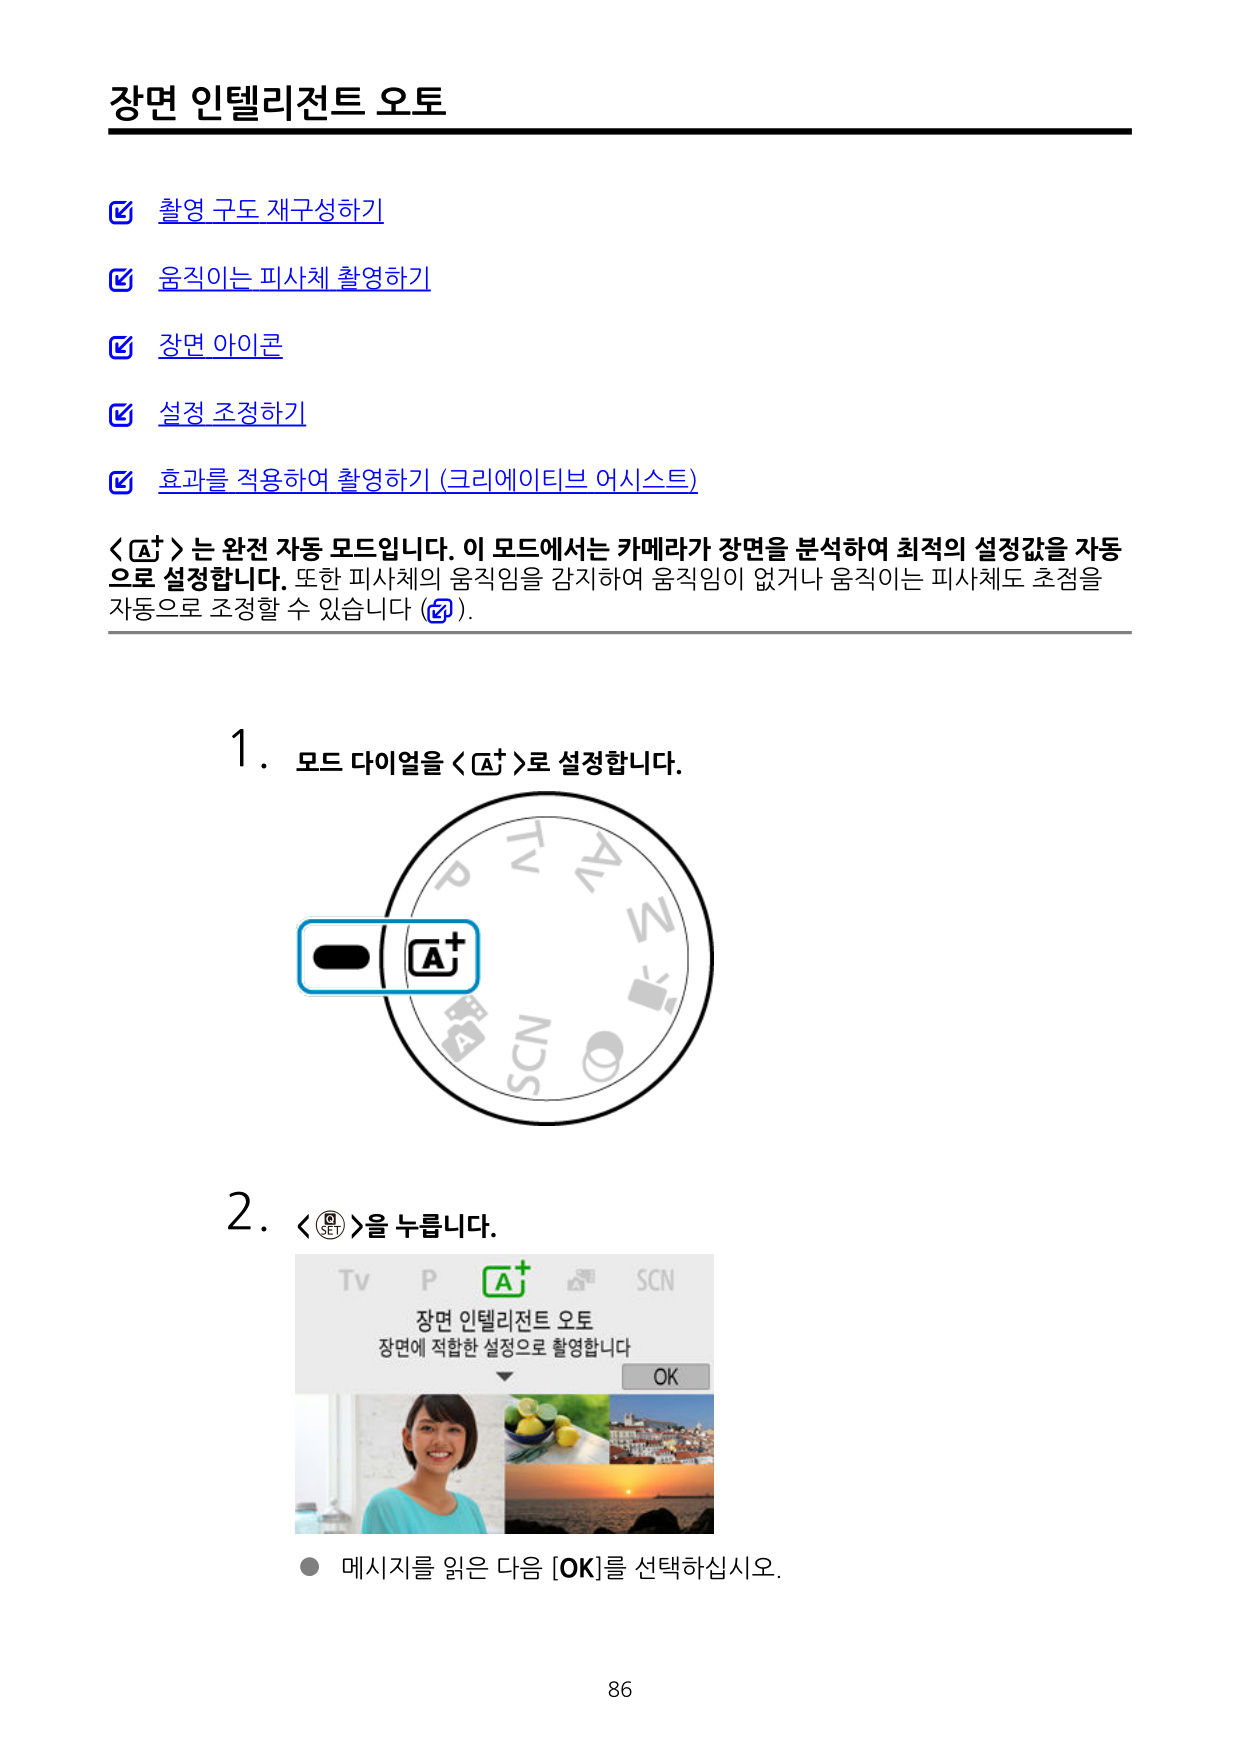 장면 인텔리전트 오토
촬영 구도 재구성하기
움직이는 피사체 촬영하기
장면 아이콘
설정 조정하기
효과를 적용하여 촬영하기 (크리에이티브 어시스트)
< A+ > 는 완전 자동 모드입니다. 이 모드에서는 카메라가 장면을 분석하여 최적의 설정값을 자동
으로 설정합니다. 또한 피사체의 움직임을 감지하여 움직임이 없거나 움직이는 피사체도 초점을
자동으로 조정할 수 있습니다 ( ).
1. 모드 다이얼을 < A+ >로 설정합니다.
Tv
Av
P
M
A+
A
SCN
2. < Q SET >을 누릅니다.
Tv P A+ A SCN
장면 인텔리전트 오토
장면에 적합한 설정으로 촬영합니다
OK
● 메시지를 읽은 다음 [OK]를 선택하십시오.
86